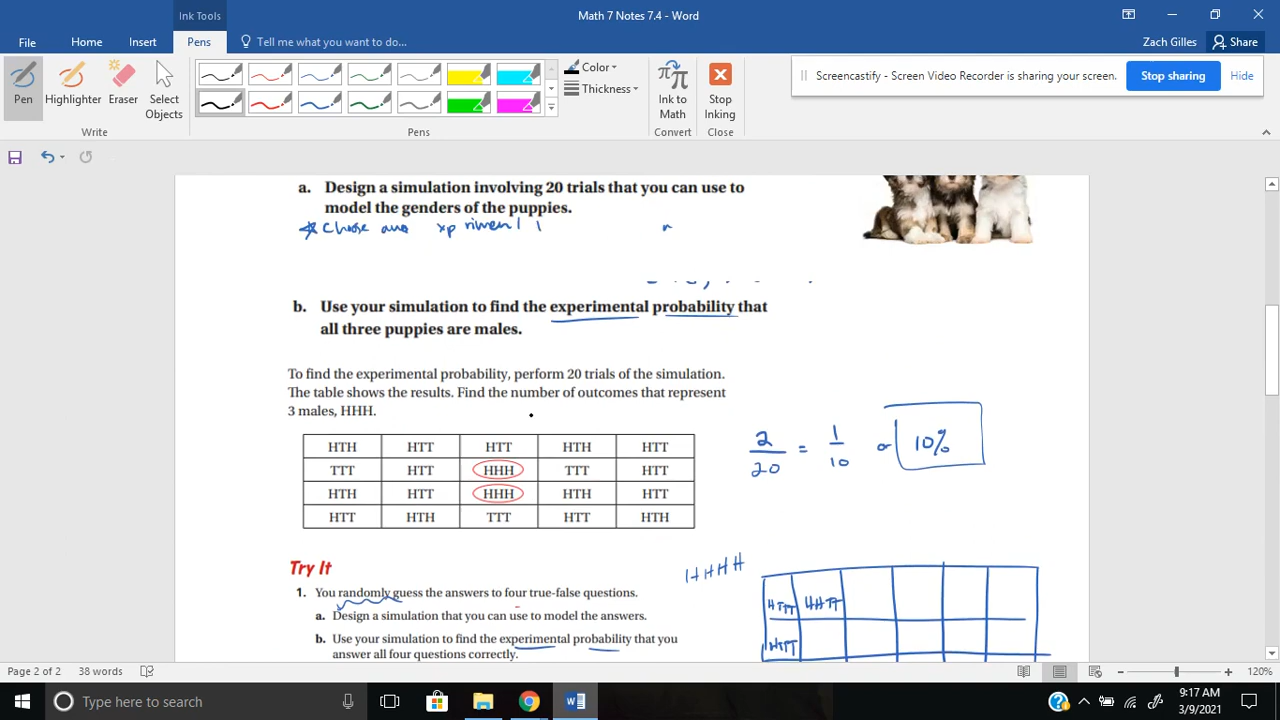 Ink Tools
Math 7 Notes 7.4 - Word
File
Home
Insert
Pens
Tell me what you want to do...
Zach Gilles
Share
Pen
Highlighter
Eraser
Select
Objects
Write
Pens
Color
Thickness
Ink to
Math
Convert
Stop
Inking
Close
Screencastify - Screen Video Recorder is sharing your screen.
Stop sharing
Hide
a. Design a simulation involving 20 trials that you can use to
model the genders of the puppies.
b. Use your simulation to find the experimental probability that
all three puppies are males.
To find the experimental probability, perform 20 trials of the simulation.
The table shows the results. Find the number of outcomes that represent
3 males, HHH.
2/20 = 1/10 or 10%
HTH HTT HTT HTH HTT
TTT HTT HHH TTT HTT
HTH HTT HHH HTH HTT
HTT HTH TTT HTT HTH
Try It
HHHH
1. You randomly guess the answers to four true-false questions.
HTTT HHTT
a. Design a simulation that you can use to model the answers.
b. Use your simulation to find the experimental probability that you
answer all four questions correctly.
Page 2 of 2
38 words
120%
Type here to search
9:17 AM
3/9/2021